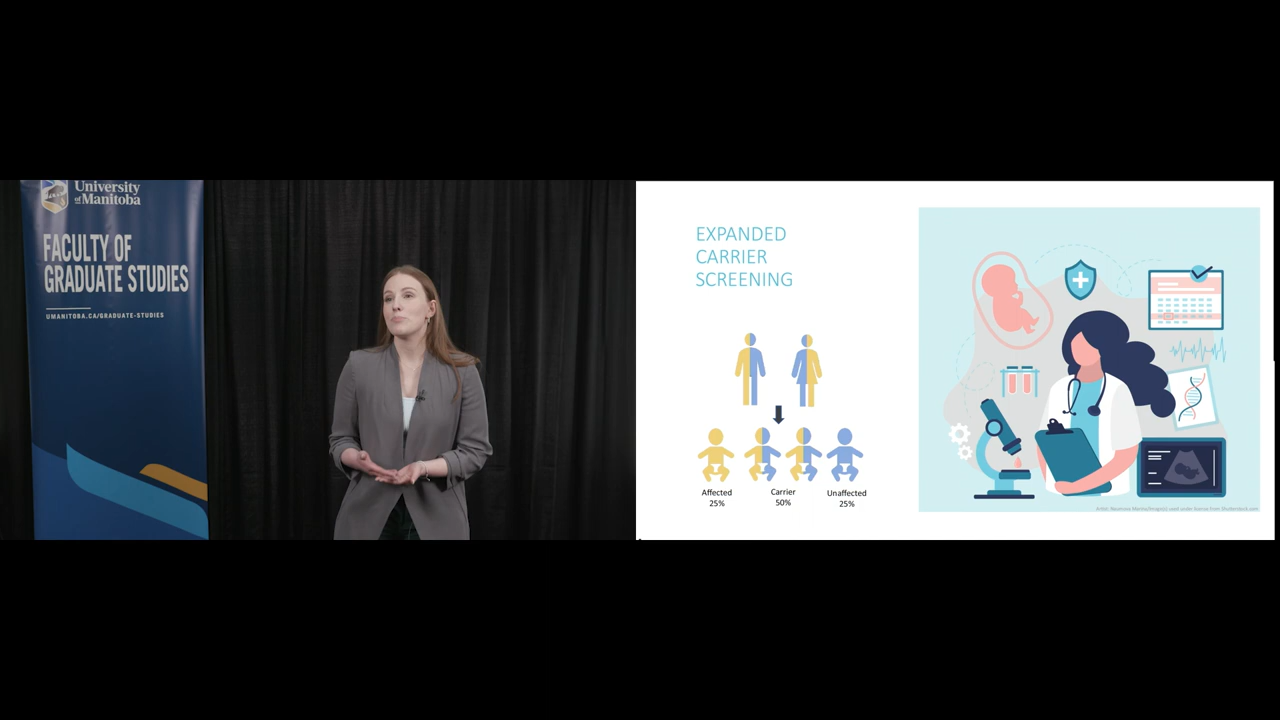 University
of Manitoba
FACULTY OF
GRADUATE STUDIES
UMANITOBA.CA/GRADUATE-STUDIES
EXPANDED
CARRIER
SCREENING
Affected
25%
Carrier
50%
Unaffected
25%